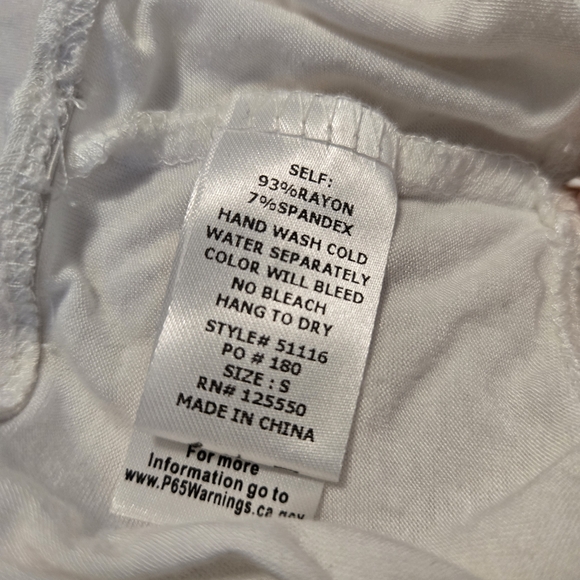 SELF:
93%RAYON
7%SPANDEX
HAND WASH COLD
WATER SEPARATELY
COLOR WILL BLEED
NO BLEACH
HANG TO DRY
STYLE# 51116
PO # 180
SIZE : S
RN# 125550
MADE IN CHINA
For more
Information go to
www.P65Warnings.ca.gov